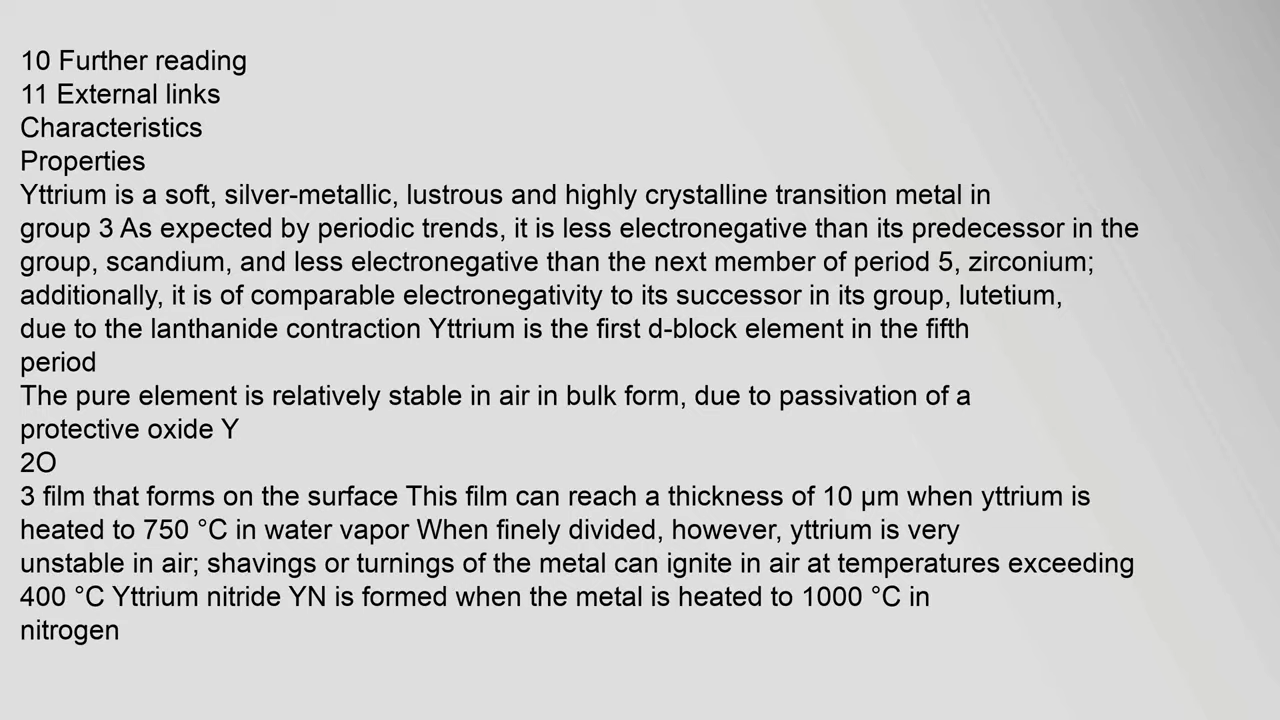 10 Further reading
11 External links
Characteristics
Properties
Yttrium is a soft, silver-metallic, lustrous and highly crystalline transition metal in
group 3 As expected by periodic trends, it is less electronegative than its predecessor in the
group, scandium, and less electronegative than the next member of period 5, zirconium;
additionally, it is of comparable electronegativity to its successor in its group, lutetium,
due to the lanthanide contraction Yttrium is the first d-block element in the fifth
period
The pure element is relatively stable in air in bulk form, due to passivation of a
protective oxide Y
2O
3 film that forms on the surface This film can reach a thickness of 10 µm when yttrium is
heated to 750 °C in water vapor When finely divided, however, yttrium is very
unstable in air; shavings or turnings of the metal can ignite in air at temperatures exceeding
400 °C Yttrium nitride YN is formed when the metal is heated to 1000 °C in
nitrogen